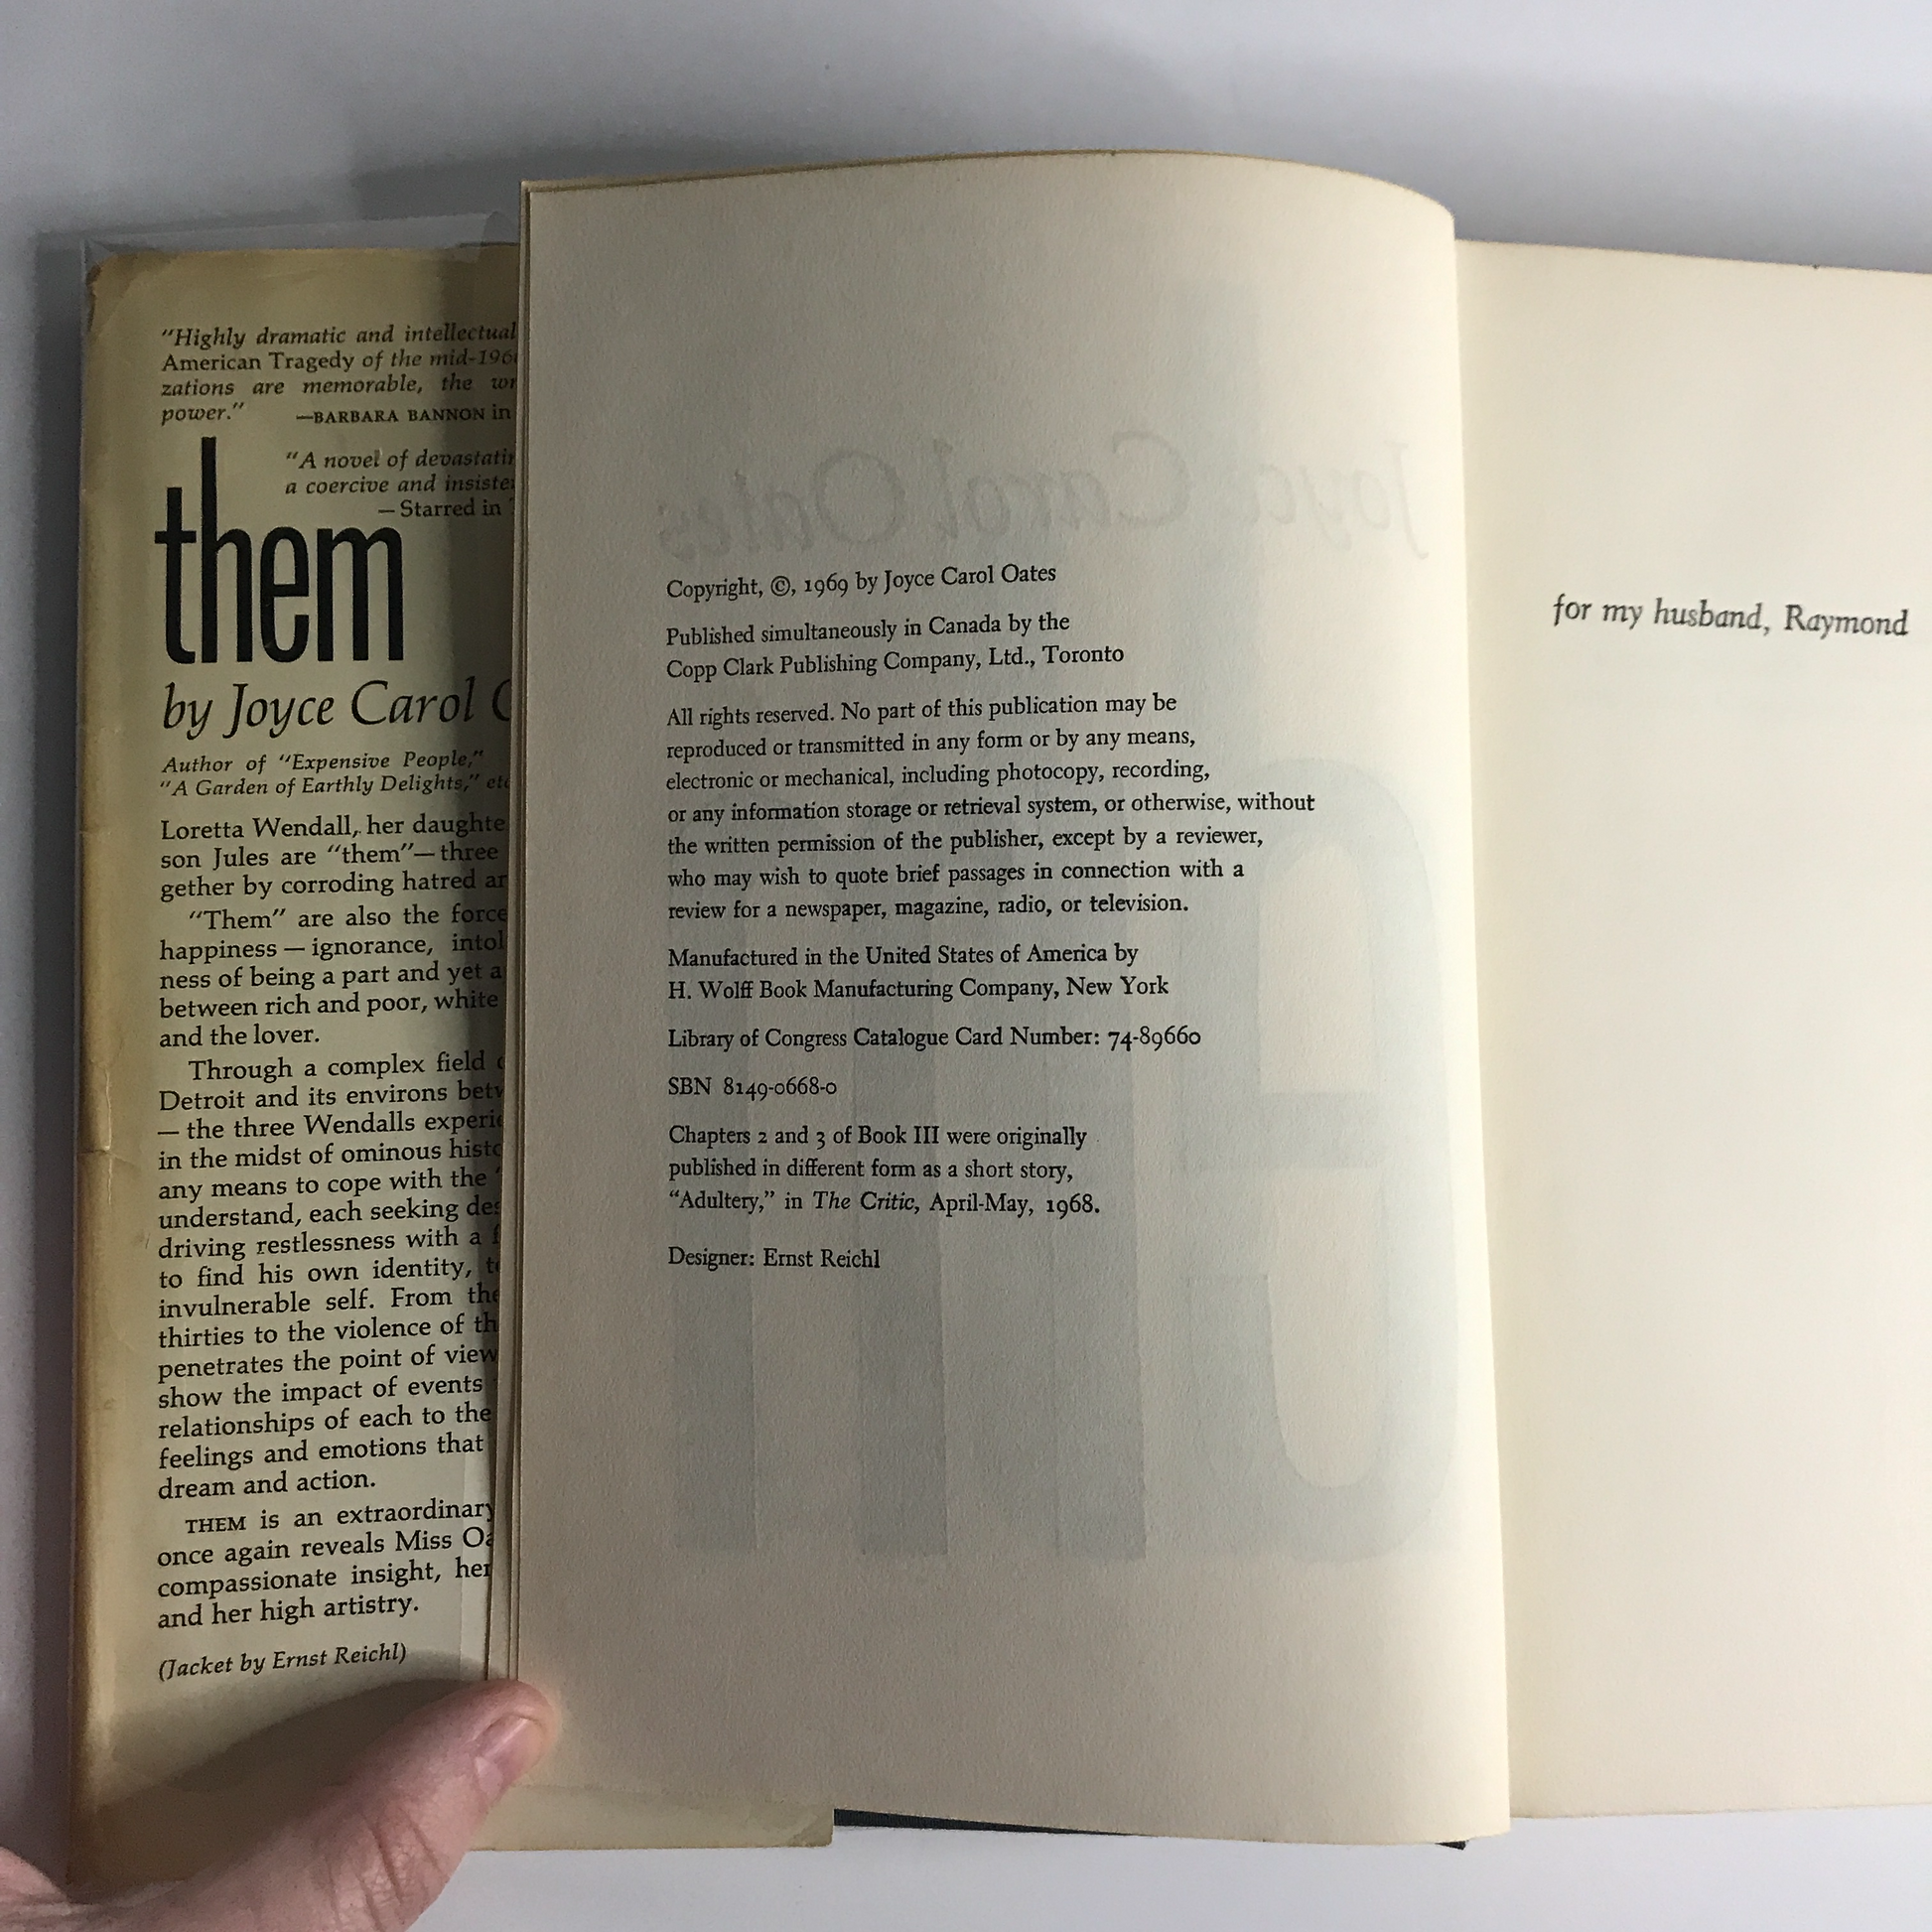 "Highly dramatic and intellectual
American Tragedy of the mid-196
zations are memorable, the
power." —BARBARA BANNON in
"A novel of
a coercive and
—Starred in
them
by Joyce Carol
Author of "Expensive People,"
"A Garden of Earthly Delights," etc
Loretta Wendall, her
son Jules are "them"—three
gether by corroding hatred
"Them" are also the
happiness—ignorance,
ness of being a part and yet
between rich and poor, white
and the lover.
Through a complex field
Detroit and its environs
—the three Wendalls
in the midst of ominous
any means to cope with the
understand, each seeking
driving restlessness with a
to find his own identity,
invulnerable self. From the
thirties to the violence of
penetrates the point of view
show the impact of events
relationships of each to the
feelings and emotions that
dream and action.
THEM is an extraordinary
once again reveals Miss
compassionate insight, her
and her high artistry.
(Jacket by Ernst Reichl)
Joyce Carol Oates
Copyright, ©, 1969 by Joyce Carol Oates
Published simultaneously in Canada by the
Copp Clark Publishing Company, Ltd., Toronto
All rights reserved. No part of this publication may be
reproduced or transmitted in any form or by any means,
electronic or mechanical, including photocopy, recording,
or any information storage or retrieval system, or otherwise, without
the written permission of the publisher, except by a reviewer,
who may wish to quote brief passages in connection with a
review for a newspaper, magazine, radio, or television.
Manufactured in the United States of America by
H. Wolff Book Manufacturing Company, New York
Library of Congress Catalogue Card Number: 74-89660
SBN 8149-0668-0
Chapters 2 and 3 of Book III were originally
published in different form as a short story,
"Adultery," in The Critic, April-May, 1968.
Designer: Ernst Reichl
for my husband, Raymond